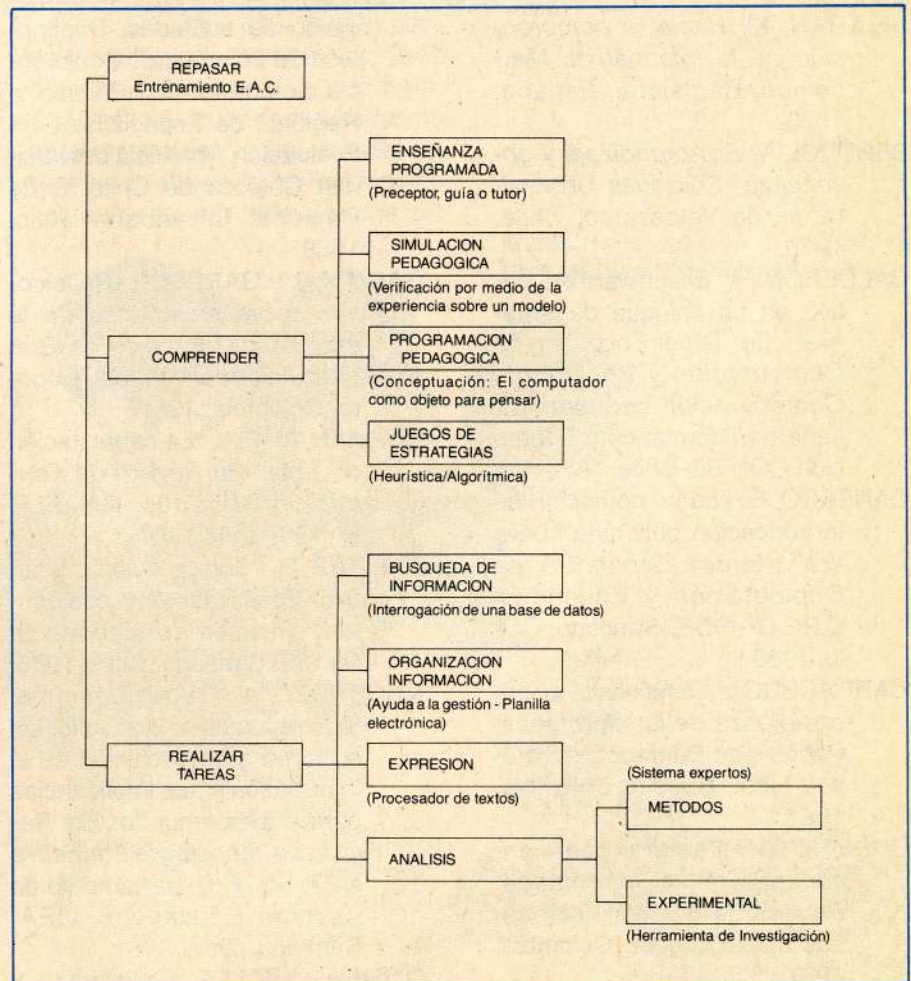 REPASAR
Entrenamiento E.A.C.
ENSEÑANZA
PROGRAMADA
(Preceptor, guía o tutor)
SIMULACION
PEDAGOGICA
(Verificación por medio de la
experiencia sobre un modelo)
COMPRENDER
PROGRAMACION
PEDAGOGICA
(Conceptuación: El computador
como objeto para pensar)
JUEGOS DE
ESTRATEGIAS
(Heurística/Algorítmica)
BUSQUEDA DE
INFORMACION
(Interrogación de una base de datos)
ORGANIZACION
INFORMACION
(Ayuda a la gestión - Planilla
electrónica)
REALIZAR
TAREAS
EXPRESION
(Procesador de textos)
(Sistema expertos)
METODOS
ANALISIS
EXPERIMENTAL
(Herramienta de Investigación)